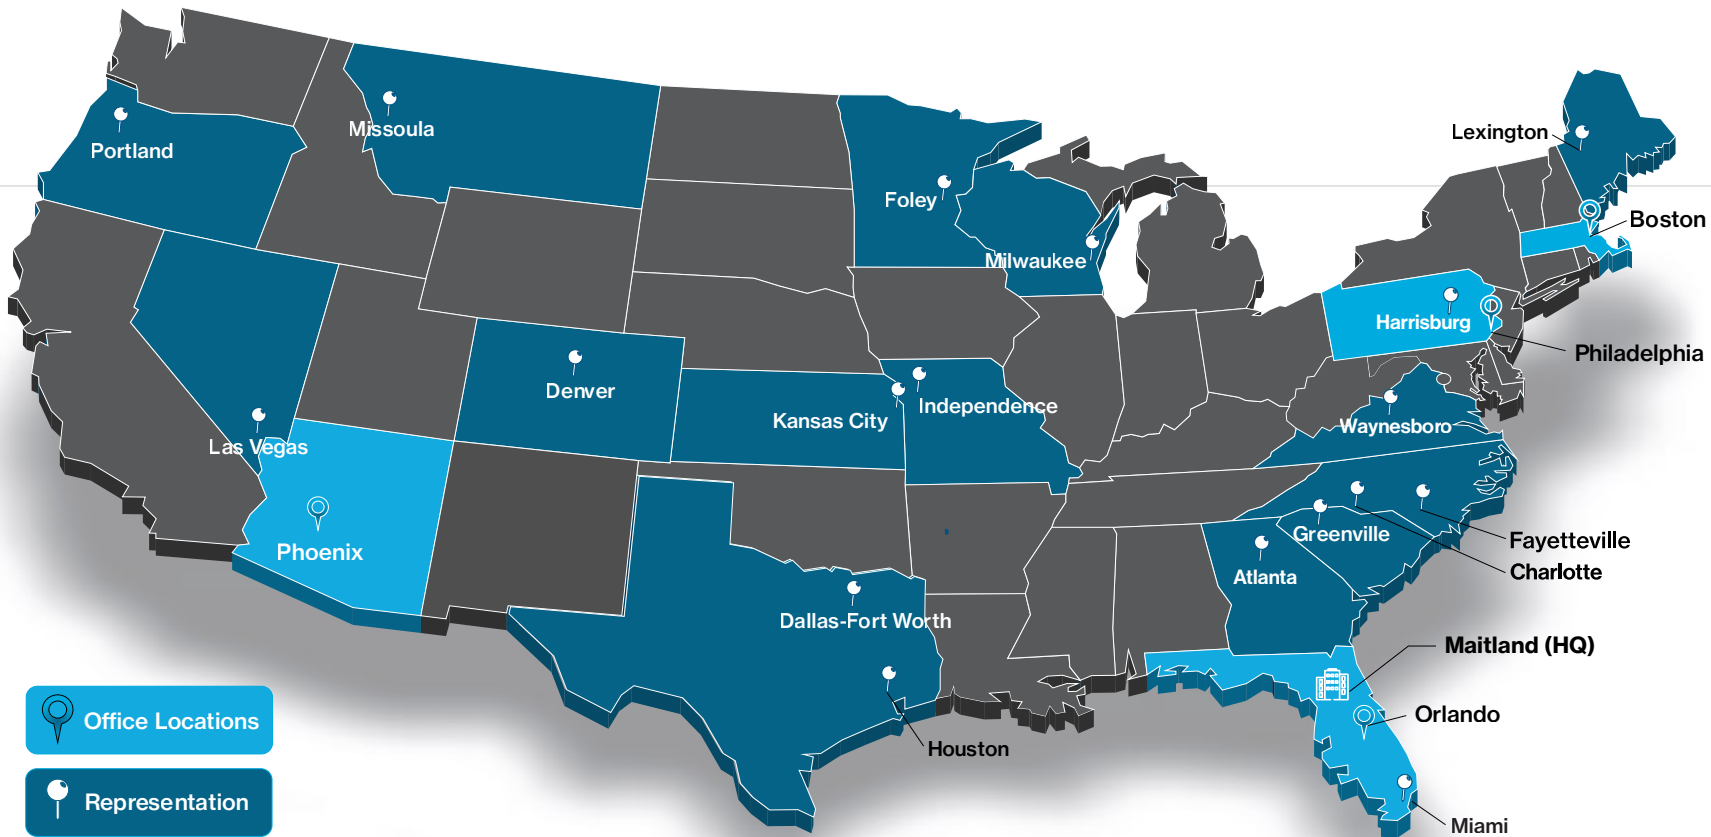 Lexington
Missoula
Portland
Foley
Boston
Milwaukee
Harrisburg
Philadelphia
Denver
Independence
Kansas City
Waynesboro
Las Vegas
Greenville
Fayetteville
Phoenix
Charlotte
Atlanta
Dallas-Fort Worth
Maitland (HQ)
Orlando
Office Locations
Houston
Representation
Miami